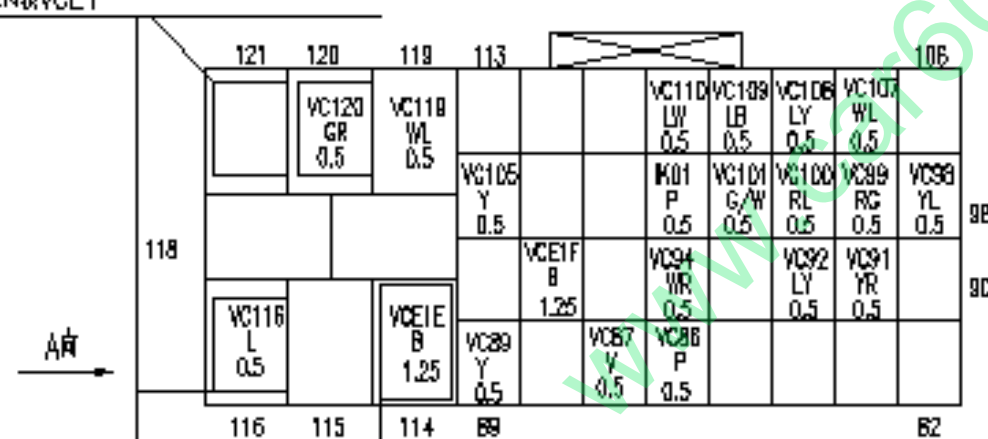 121 120 119 113 106
VC110 VC109 VC108 VC107
VC120 VC119 LW LB LY WL
GR WL 0.5 0.5 0.5 0.5
0.5 0.5
VC105 IK01 VC101 VC100 VC99 VC98
Y P G/W RL RG YL
0.5 0.5 0.5 0.5 0.5 0.5
118
VCE1F VC94 VC92 VC91
B WR LY YR
1.25 0.5 0.5 0.5
VC116 VCE1E
L B
0.5 1.25
VC89 VC87 VC86
Y V P
0.5 0.5 0.5
A向
116 115 114 89 82